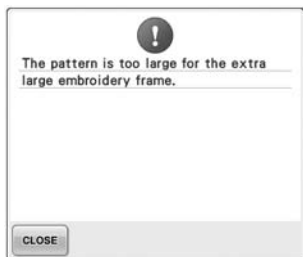 The pattern is too large for the extra
large embroidery frame.
CLOSE